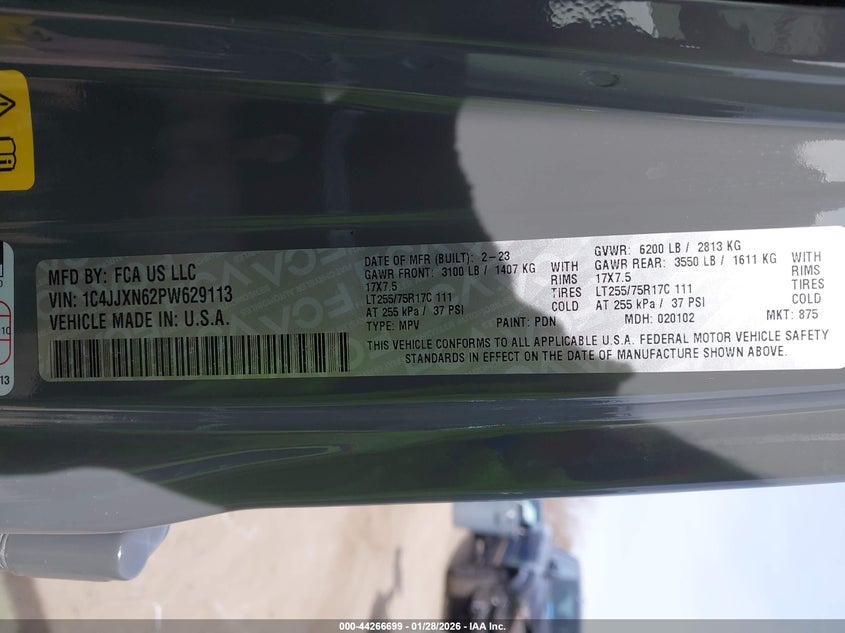 MFD BY: FCA US LLC
VIN: 1C4JJXN62PW629113
VEHICLE MADE IN: U.S.A.
DATE OF MFR (BUILT): 2-23
GVWR: 6200 LB / 2813 KG
GAWR FRONT: 3100 LB / 1407 KG WITH
17X7.5 RIMS
LT255/75R17C 111 TIRES
AT 255 kPa / 37 PSI COLD
GAWR REAR: 3550 LB / 1611 KG WITH
17X7.5 RIMS
LT255/75R17C 111 TIRES
AT 255 kPa / 37 PSI COLD
TYPE: MPV PAINT: PDN MDH: 020102 MKT: 875
THIS VEHICLE CONFORMS TO ALL APPLICABLE U.S.A. FEDERAL MOTOR VEHICLE SAFETY
STANDARDS IN EFFECT ON THE DATE OF MANUFACTURE SHOWN ABOVE.
10
13
000-44266699 - 01/28/2026 - IAA Inc.